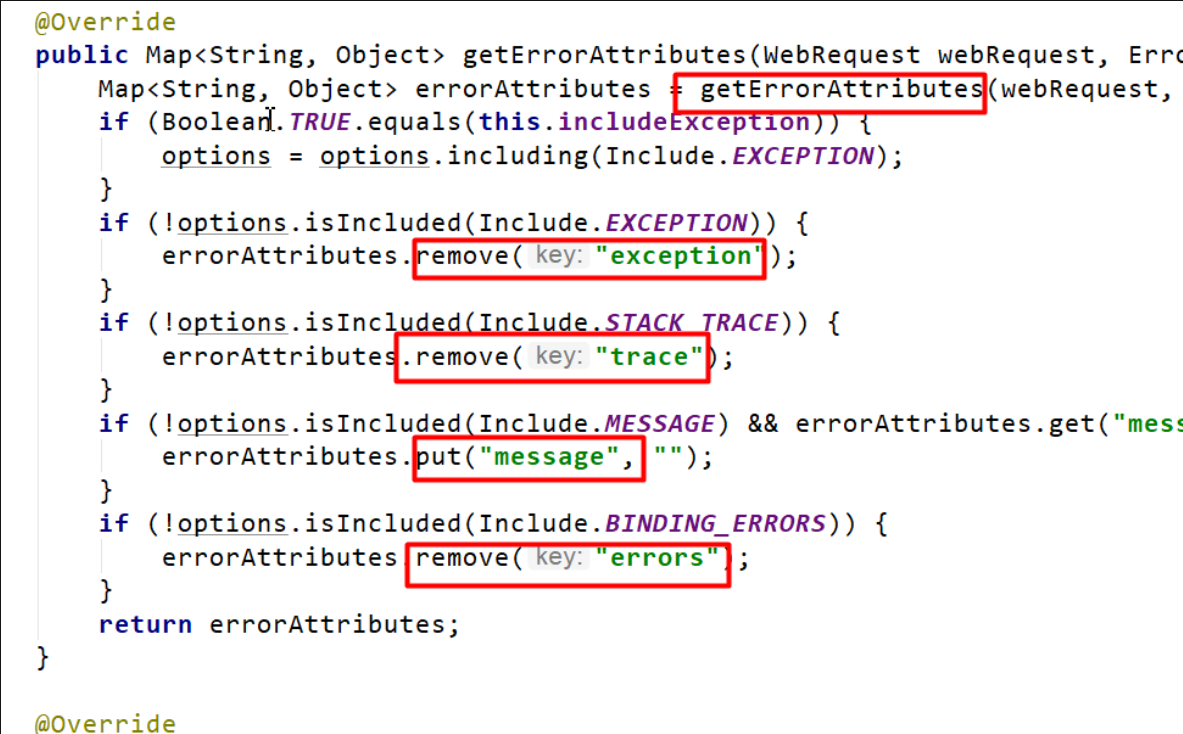 @Override
public Map<String, Object> getErrorAttributes(WebRequest webRequest, Erro
Map<String, Object> errorAttributes = getErrorAttributes(webRequest,
if (Boolean.TRUE.equals(this.includeException)) {
options = options.including(Include.EXCEPTION);
}
if (!options.isIncluded(Include.EXCEPTION)) {
errorAttributes.remove( key: "exception");
}
if (!options.isIncluded(Include.STACK_TRACE)) {
errorAttributes.remove( key: "trace");
}
if (!options.isIncluded(Include.MESSAGE) && errorAttributes.get("mess
errorAttributes.put("message", "");
}
if (!options.isIncluded(Include.BINDING_ERRORS)) {
errorAttributes.remove( key: "errors");
}
return errorAttributes;
}
@Override